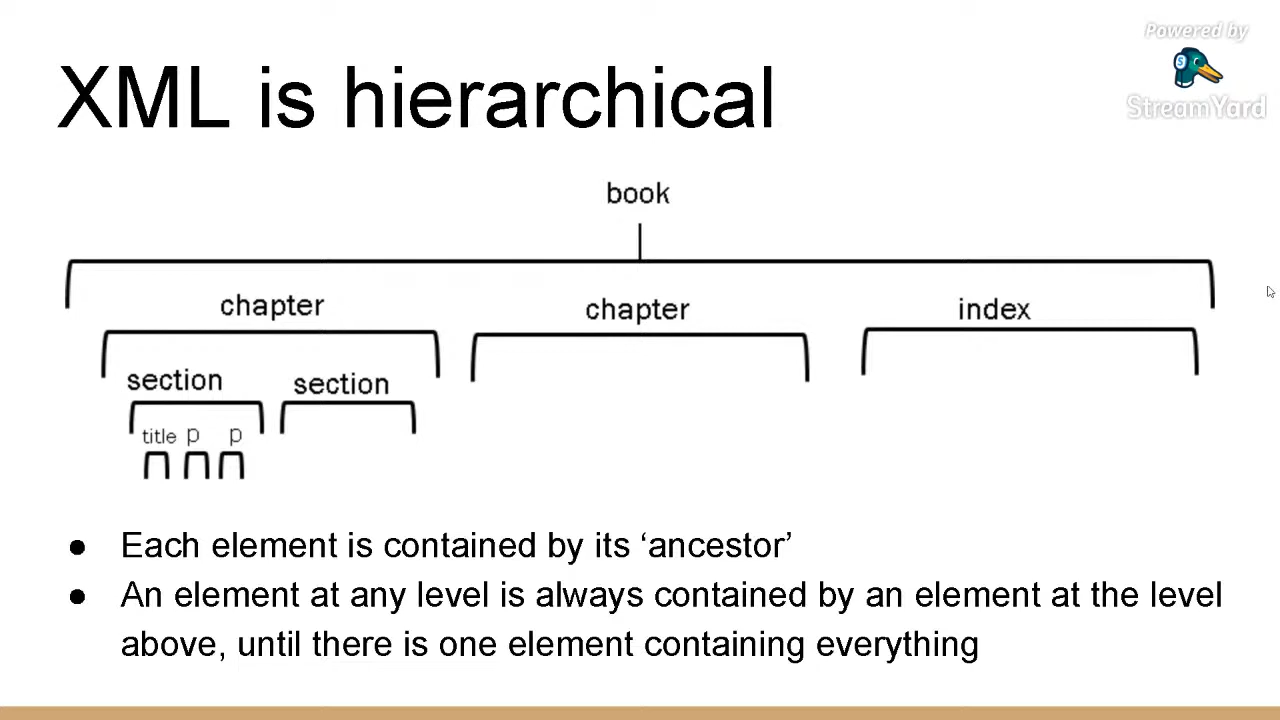 Powered by
S
StreamYard
XML is hierarchical
book
chapter chapter index
section section
title p p
● Each element is contained by its ‘ancestor’
● An element at any level is always contained by an element at the level
above, until there is one element containing everything